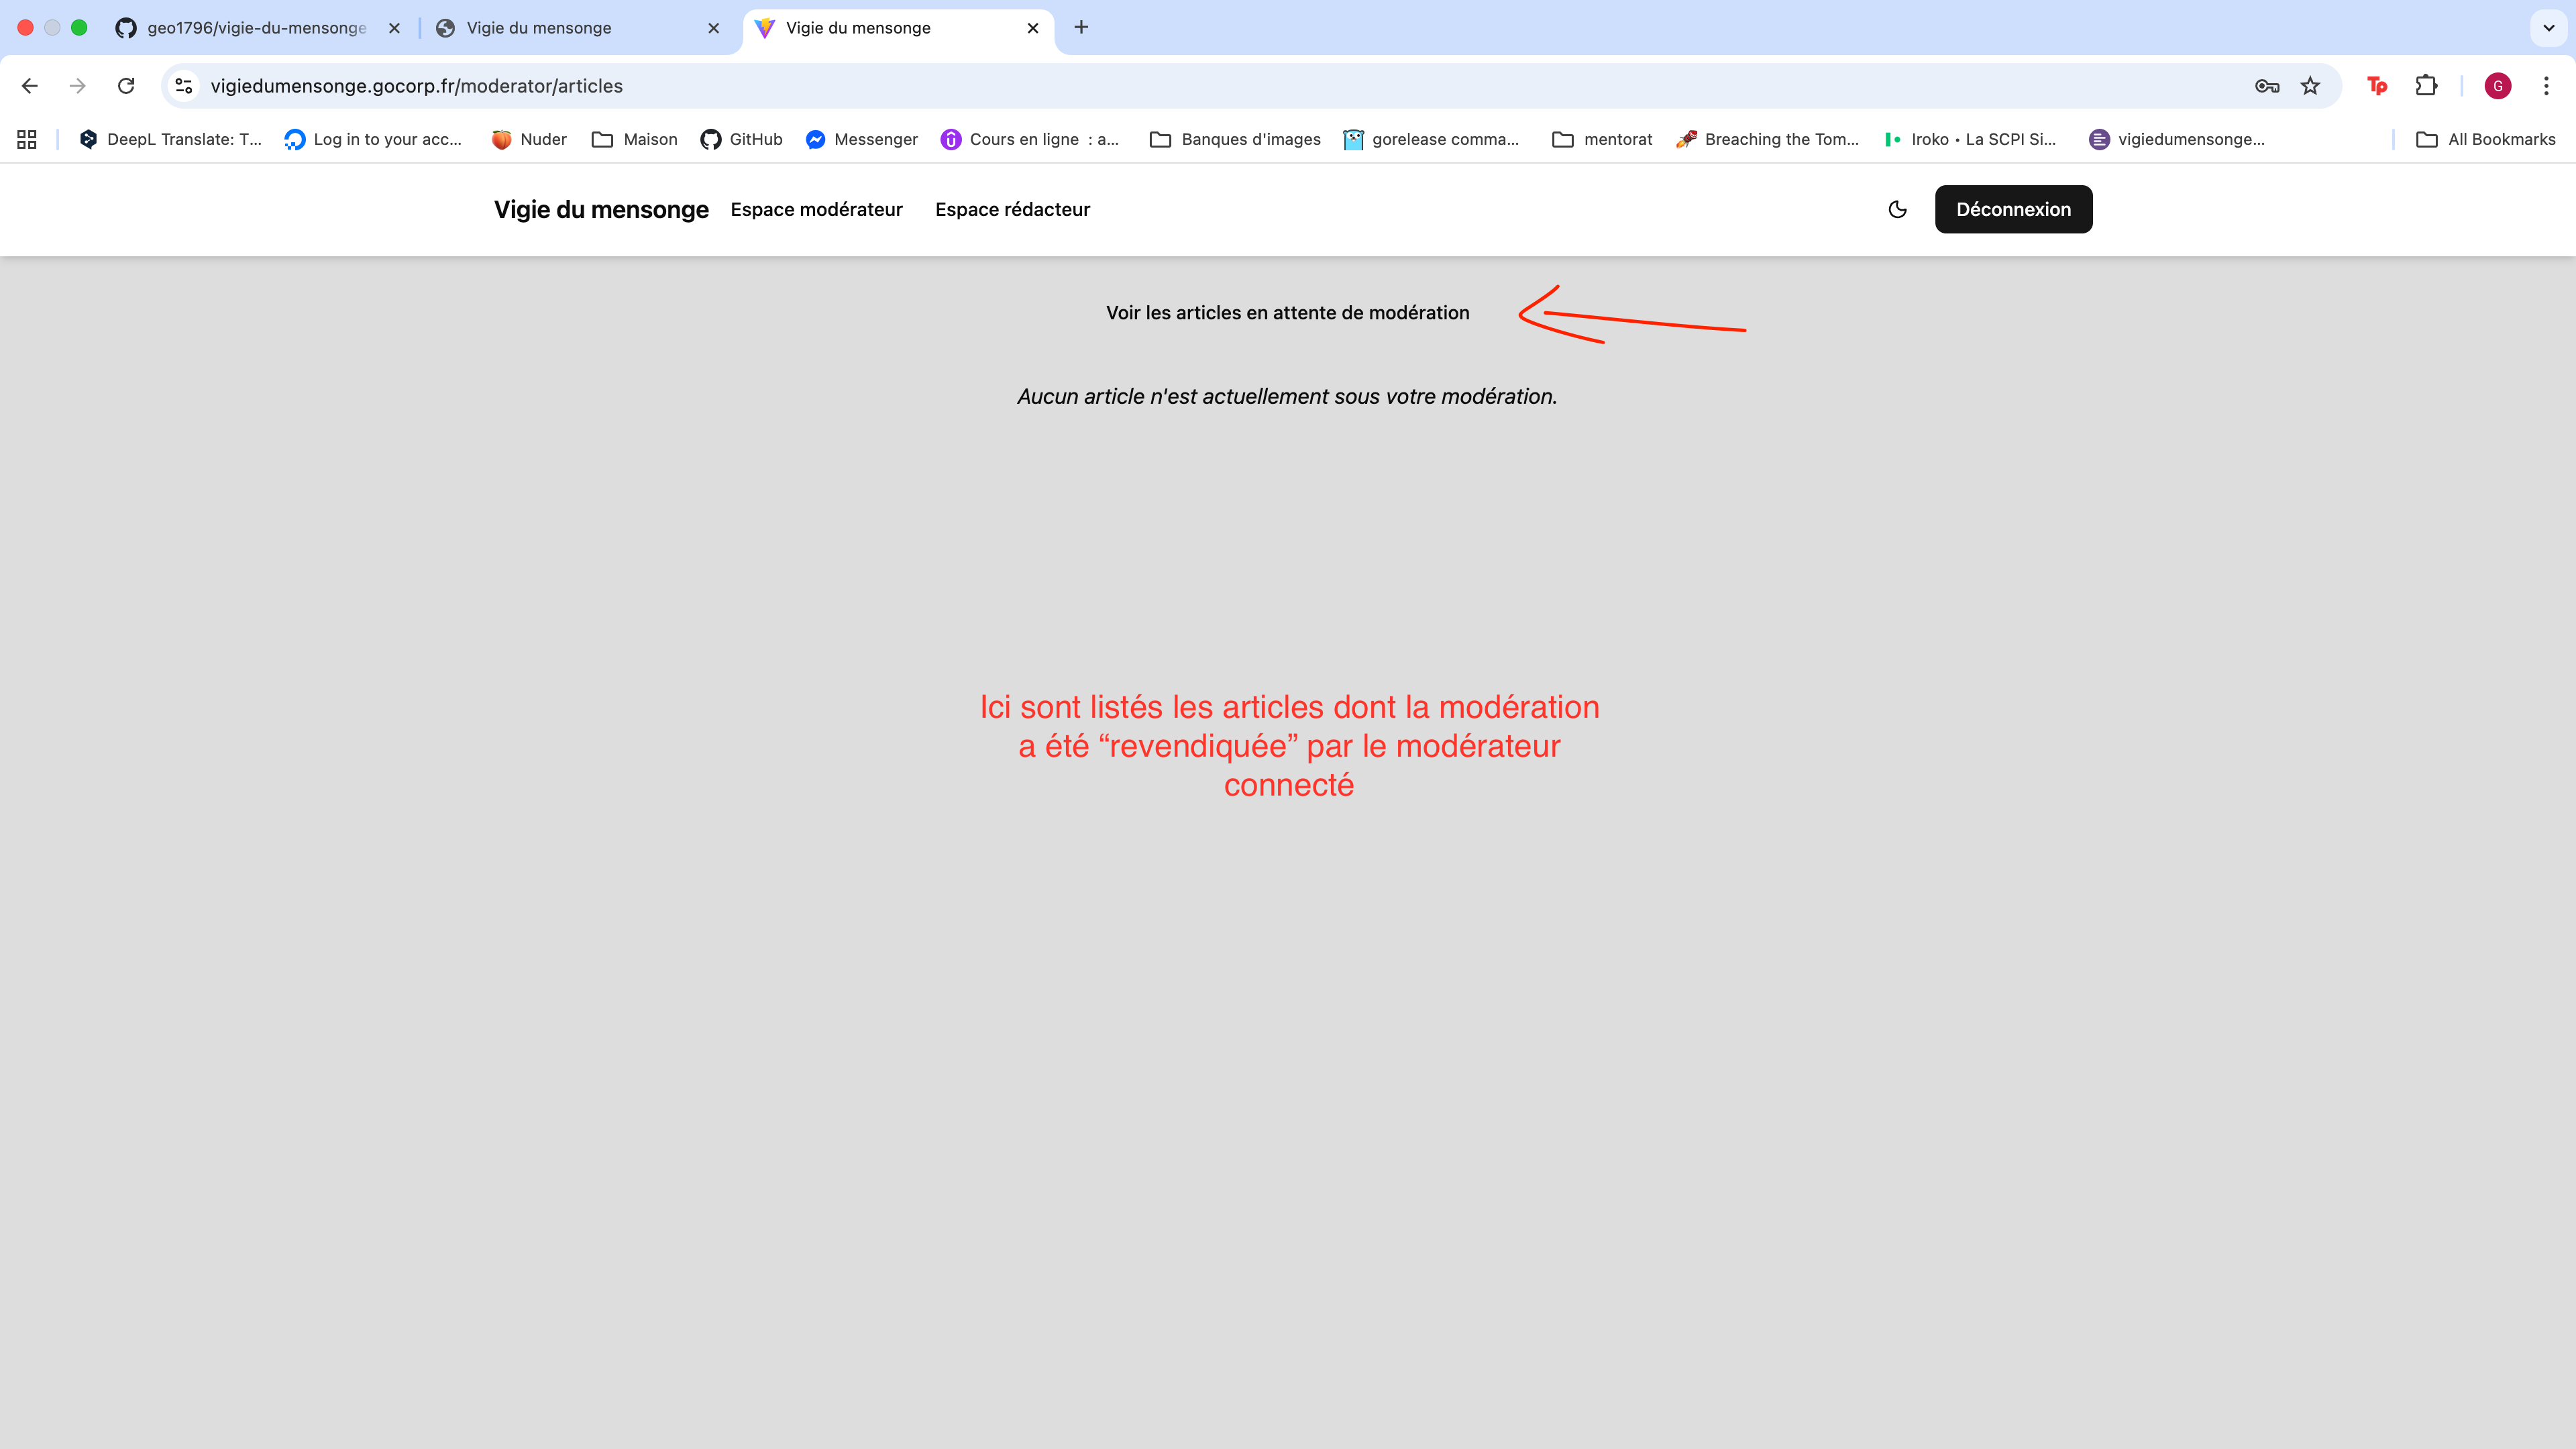 geo1796/vigie-du-mensonge
Vigie du mensonge
Vigie du mensonge
vigiedumensonge.gocorp.fr/moderator/articles
G
DeepL Translate: T...
Log in to your acc...
Nuder
Maison
GitHub
Messenger
Cours en ligne : a...
Banques d'images
gorelease comma...
mentorat
Breaching the Tom...
Iroko • La SCPI Si...
vigiedumensonge...
All Bookmarks
Vigie du mensonge
Espace modérateur
Espace rédacteur
Déconnexion
Voir les articles en attente de modération
Aucun article n'est actuellement sous votre modération.
Ici sont listés les articles dont la modération
a été “revendiquée” par le modérateur
connecté